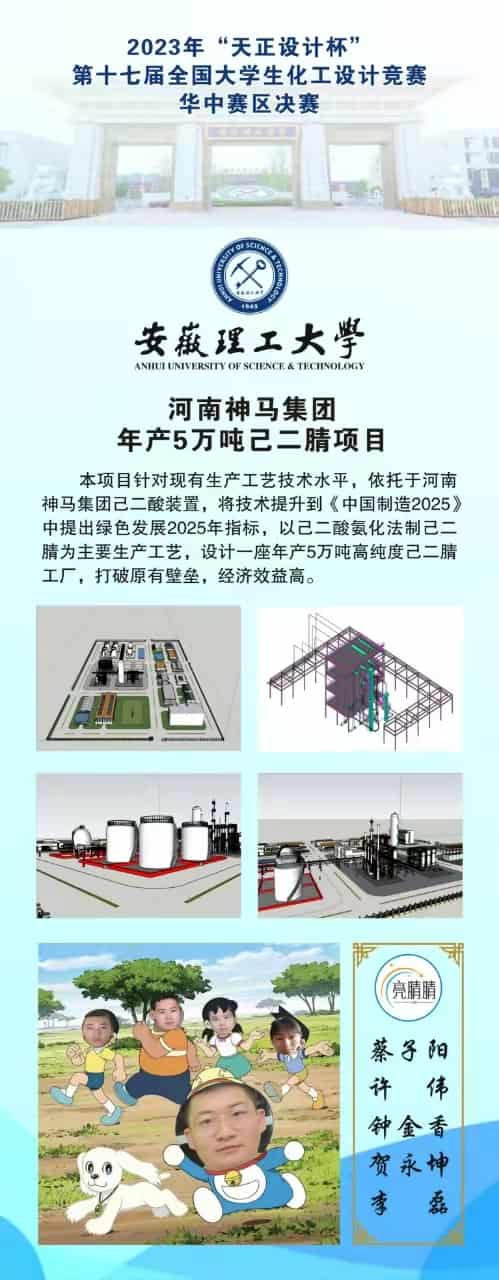 2023年“天正设计杯”
第十七届全国大学生化工设计竞赛
华中赛区决赛
ANHUI UNIVERSITY OF SCIENCE & TECHNOLOGY
1945
安徽理工大學
ANHUI UNIVERSITY OF SCIENCE & TECHNOLOGY
河南神马集团
年产5万吨己二腈项目
本项目针对现有生产工艺技术水平，依托于河南
神马集团己二酸装置，将技术提升到《中国制造2025》
中提出绿色发展2025年指标，以己二酸氨化法制己二
腈为主要生产工艺，设计一座年产5万吨高纯度己二腈
工厂，打破原有壁垒，经济效益高。
亮腈腈
蔡子阳
许伟
钟金香
贺永坤
李磊